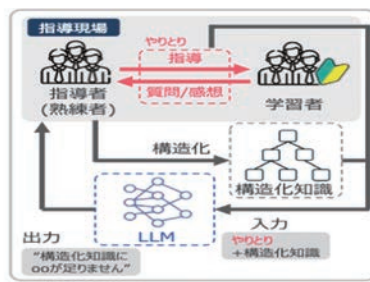 指導現場
やりとり
指導
質問/感想
指導者
(熟練者)
学習者
構造化
構造化知識
LLM
入力
やりとり
+構造化知識
出力
"構造化知識に
ooが足りません"